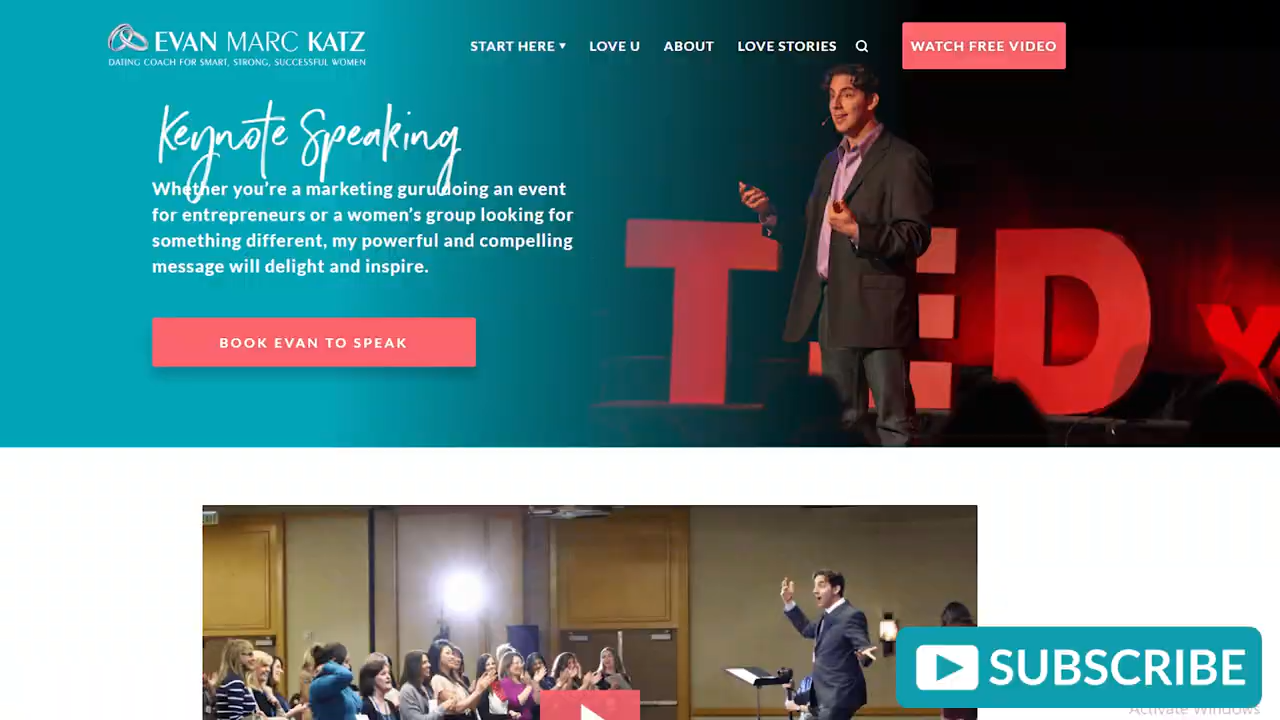 EVAN MARC KATZ
DATING COACH FOR SMART, STRONG, SUCCESSFUL WOMEN
START HERE ▾ LOVE U ABOUT LOVE STORIES WATCH FREE VIDEO
Keynote Speaking
Whether you're a marketing guru doing an event
for entrepreneurs or a women's group looking for
something different, my powerful and compelling
message will delight and inspire.
BOOK EVAN TO SPEAK
TEDx
EXIT
SUBSCRIBE
Activate Windows